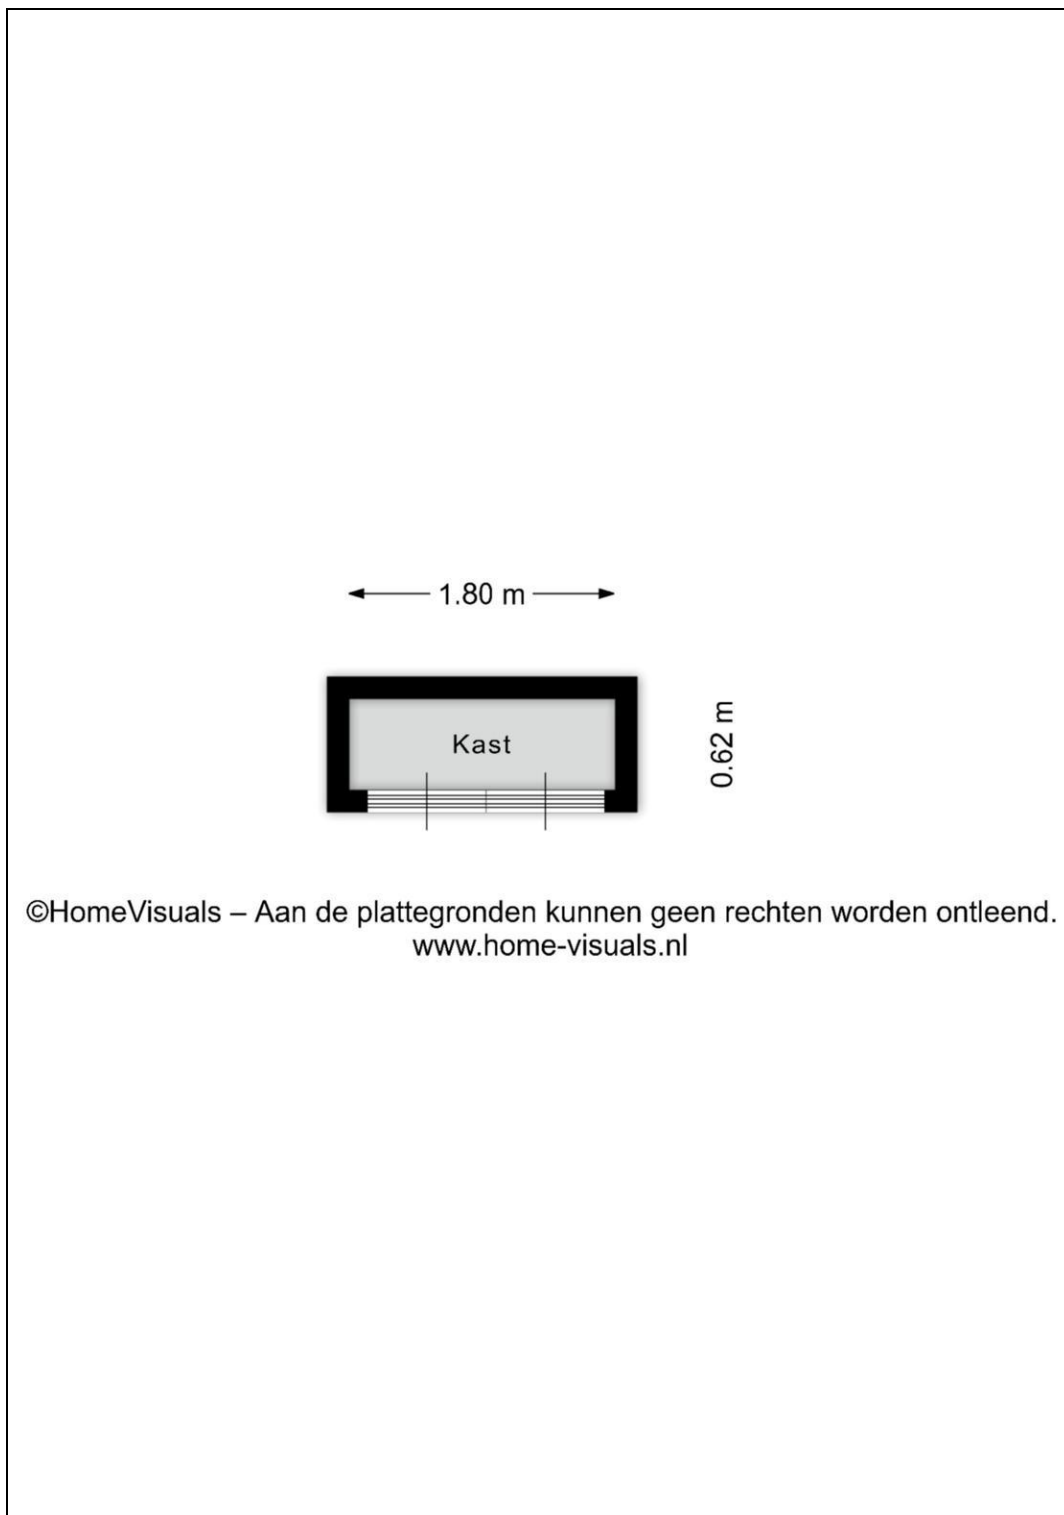 1.80 m
Kast
0.62 m
©HomeVisuals – Aan de plattegronden kunnen geen rechten worden ontleend.
www.home-visuals.nl